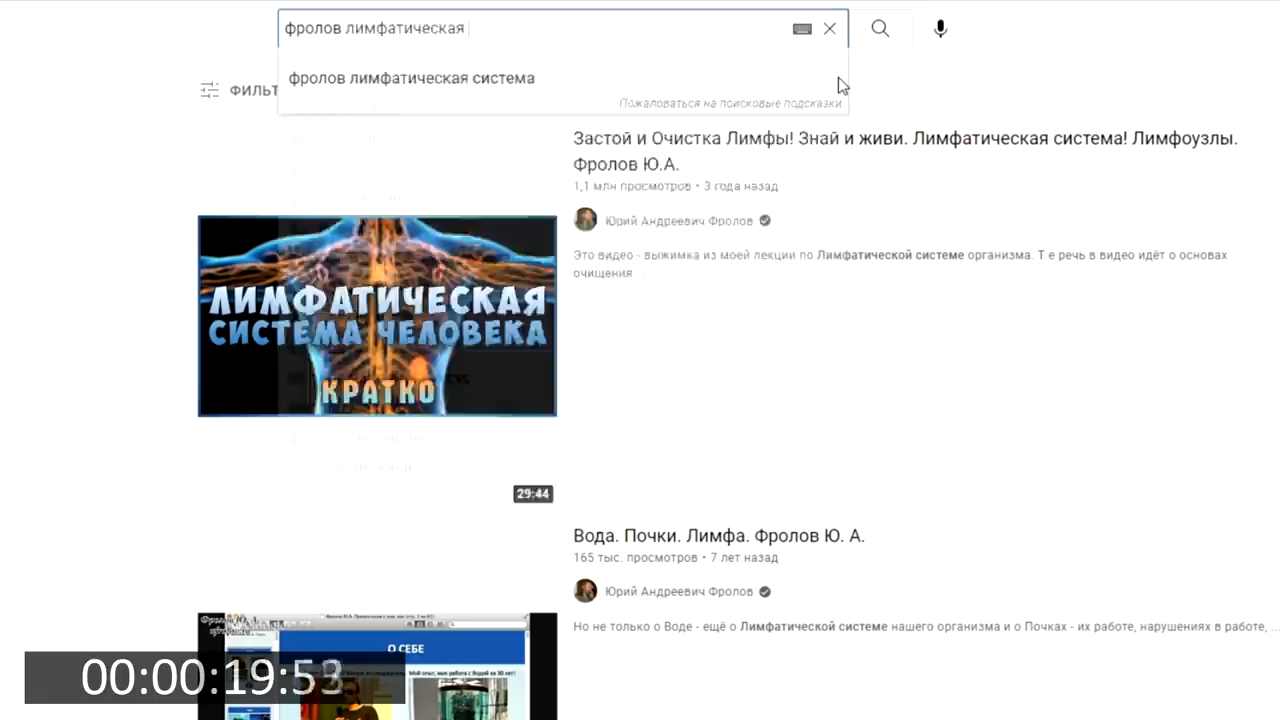 фролов лимфатическая
фролов лимфатическая система
ФИЛЬТ
Пожаловаться на поисковые подсказки
Застой и Очистка Лимфы! Знай и живи. Лимфатическая система! Лимфоузлы.
Фролов Ю.А.
1,1 млн просмотров • 3 года назад
Юрий Андреевич Фролов
Это видео - выжимка из моей лекции по Лимфатической системе организма. Т е речь в видео идёт о основах
очищения
ЛИМФАТИЧЕСКАЯ
СИСТЕМА ЧЕЛОВЕКА
КРАТКО
29:44
Вода. Почки. Лимфа. Фролов Ю. А.
165 тыс. просмотров • 7 лет назад
Юрий Андреевич Фролов
Но не только о Воде - ещё о Лимфатической системе нашего организма и о Почках - их работе, нарушениях в работе, ...
О СЕБЕ
00:00:19:53